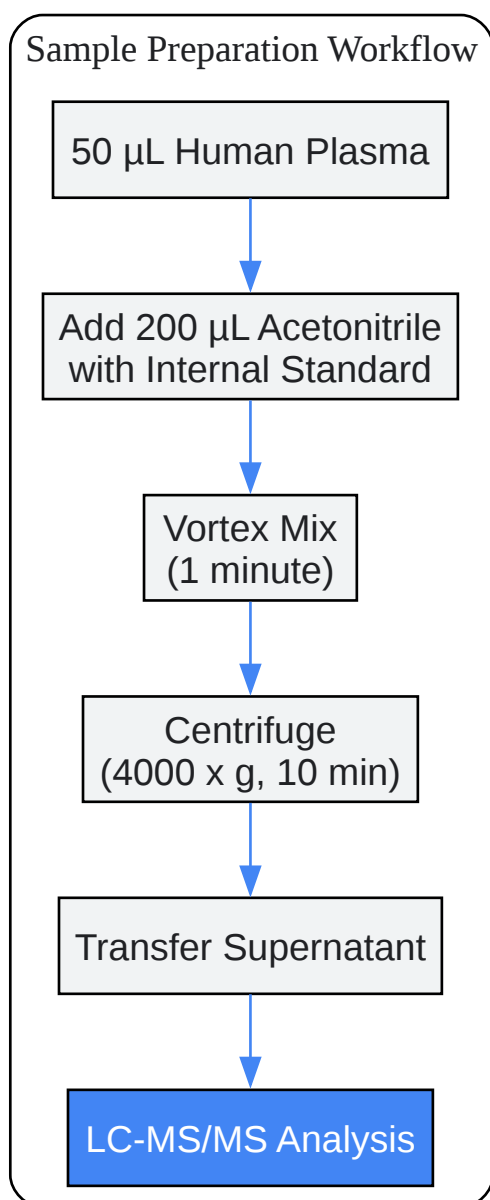 Sample Preparation Workflow
50 µL Human Plasma
Add 200 µL Acetonitrile
with Internal Standard
Vortex Mix
(1 minute)
Centrifuge
(4000 x g, 10 min)
Transfer Supernatant
LC-MS/MS Analysis